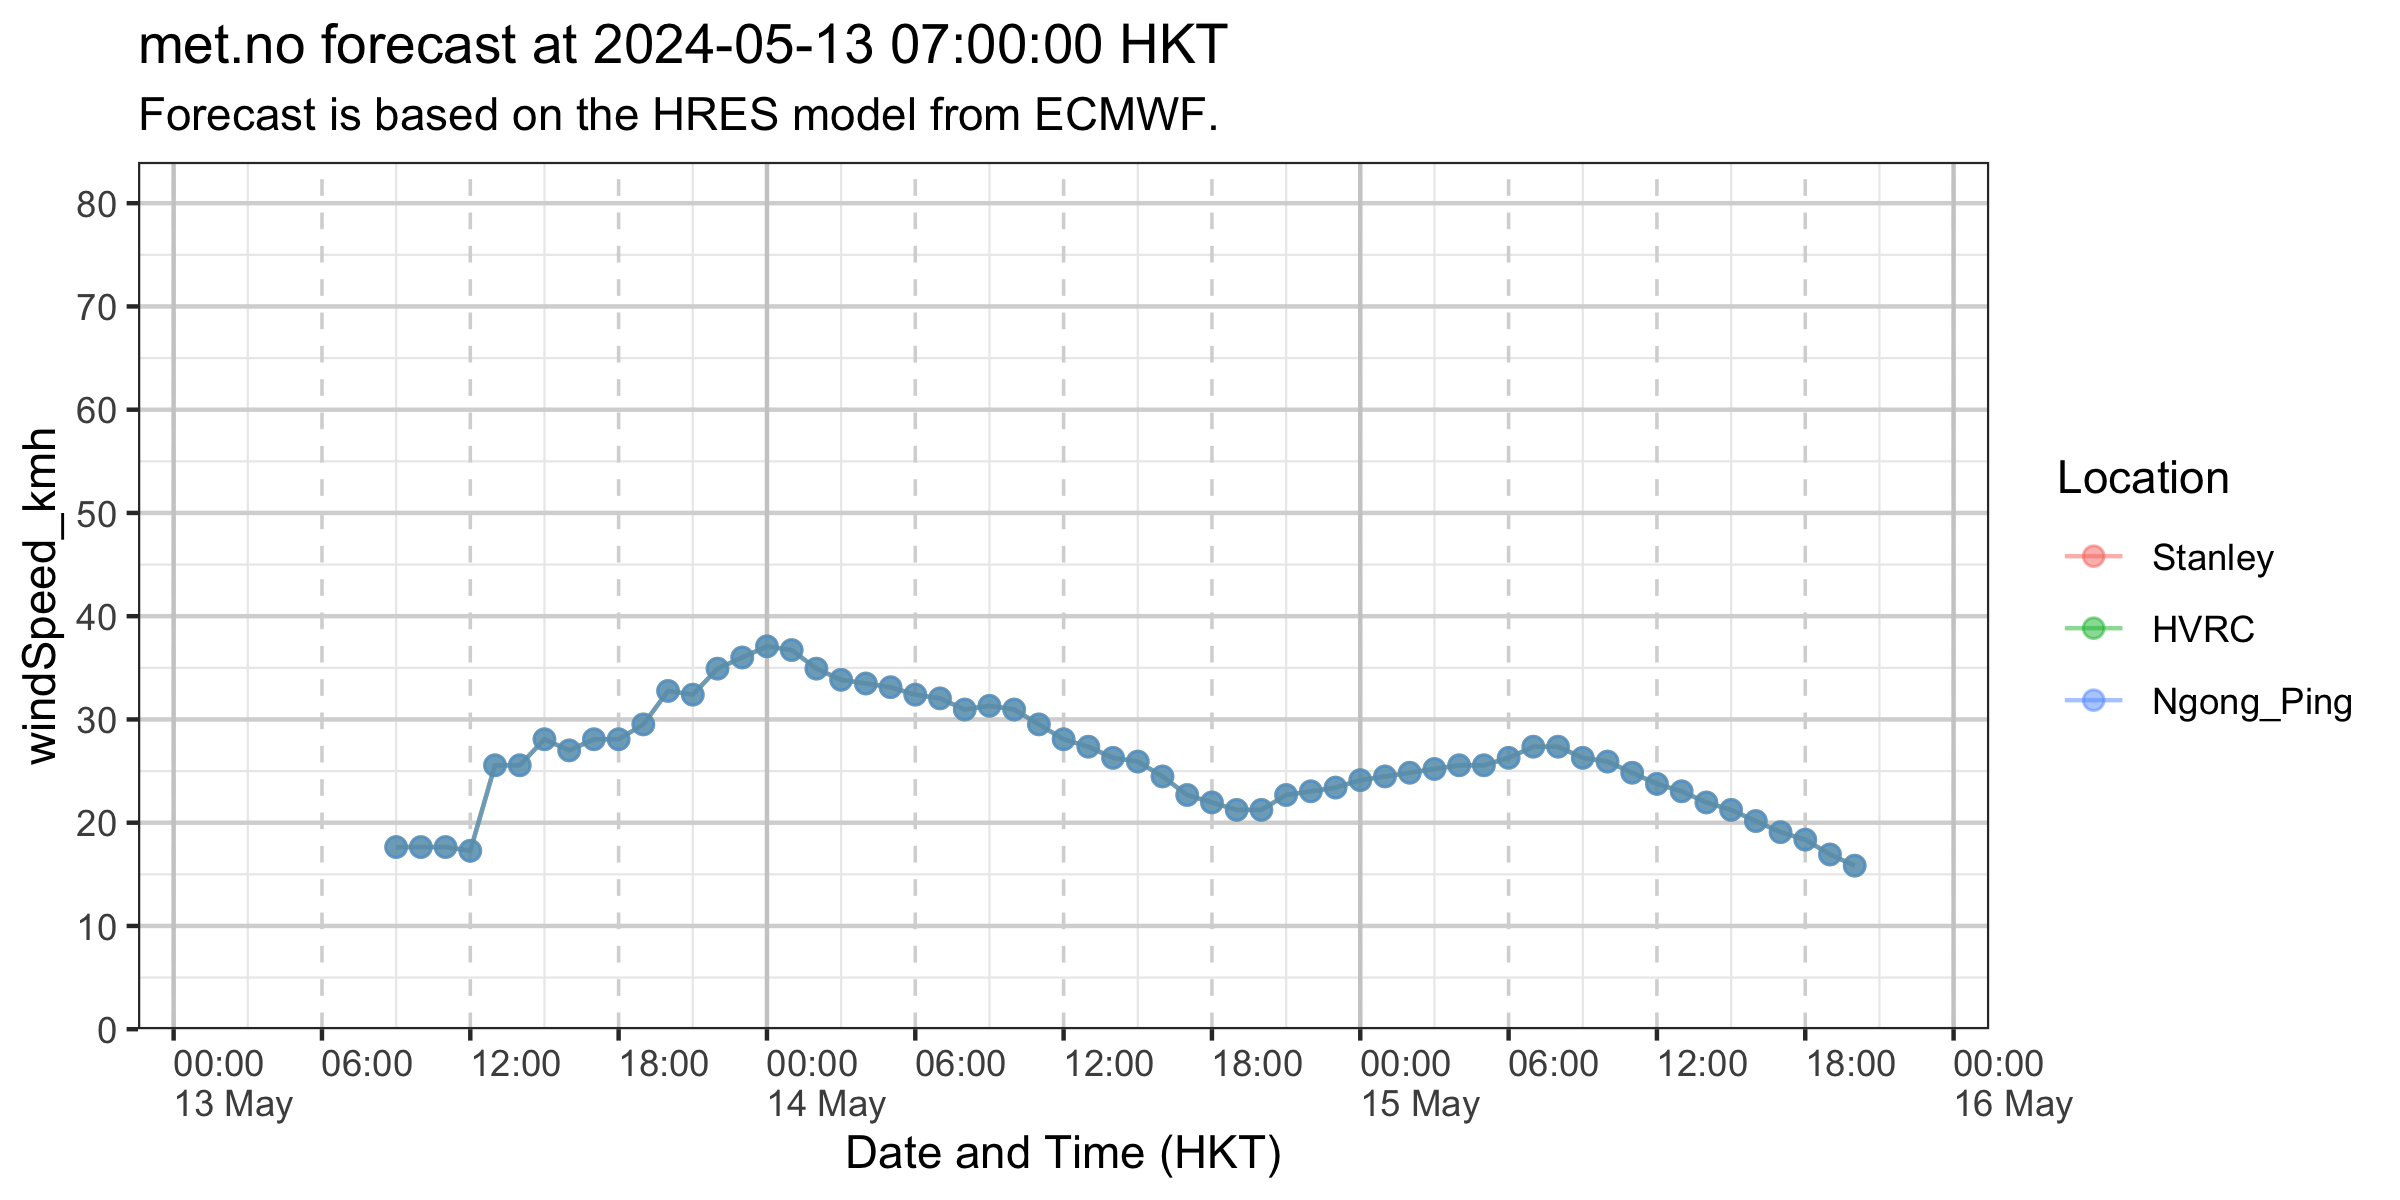 met.no forecast at 2024-05-13 07:00:00 HKT
Forecast is based on the HRES model from ECMWF.
windSpeed_kmh
80
70
60
50
40
30
20
10
0
00:00 06:00 12:00 18:00 00:00 06:00 12:00 18:00 00:00 06:00 12:00 18:00 00:00
13 May 14 May 15 May 16 May
Date and Time (HKT)
Location
Stanley
HVRC
Ngong_Ping